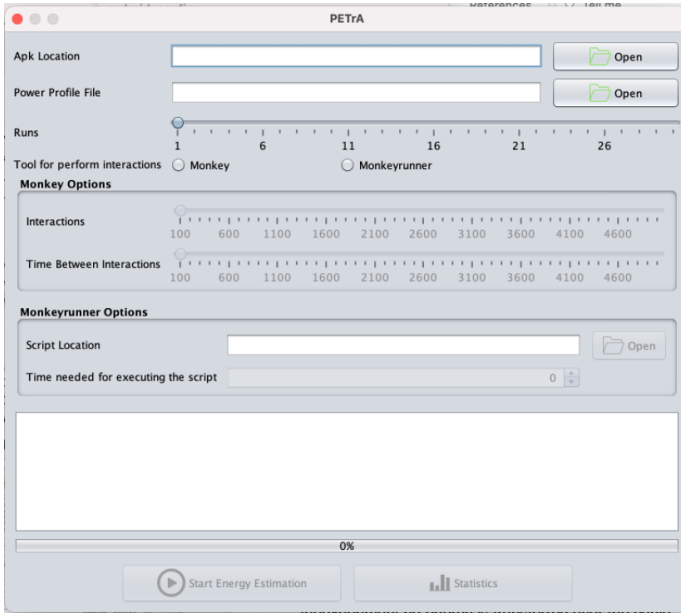 PETrA
Apk Location
Open
Power Profile File
Open
Runs
1 6 11 16 21 26
Tool for perform interactions Monkey Monkeyrunner
Monkey Options
Interactions
100 600 1100 1600 2100 2600 3100 3600 4100 4600
Time Between Interactions
100 600 1100 1600 2100 2600 3100 3600 4100 4600
Monkeyrunner Options
Script Location
Open
Time needed for executing the script 0
0%
Start Energy Estimation Statistics